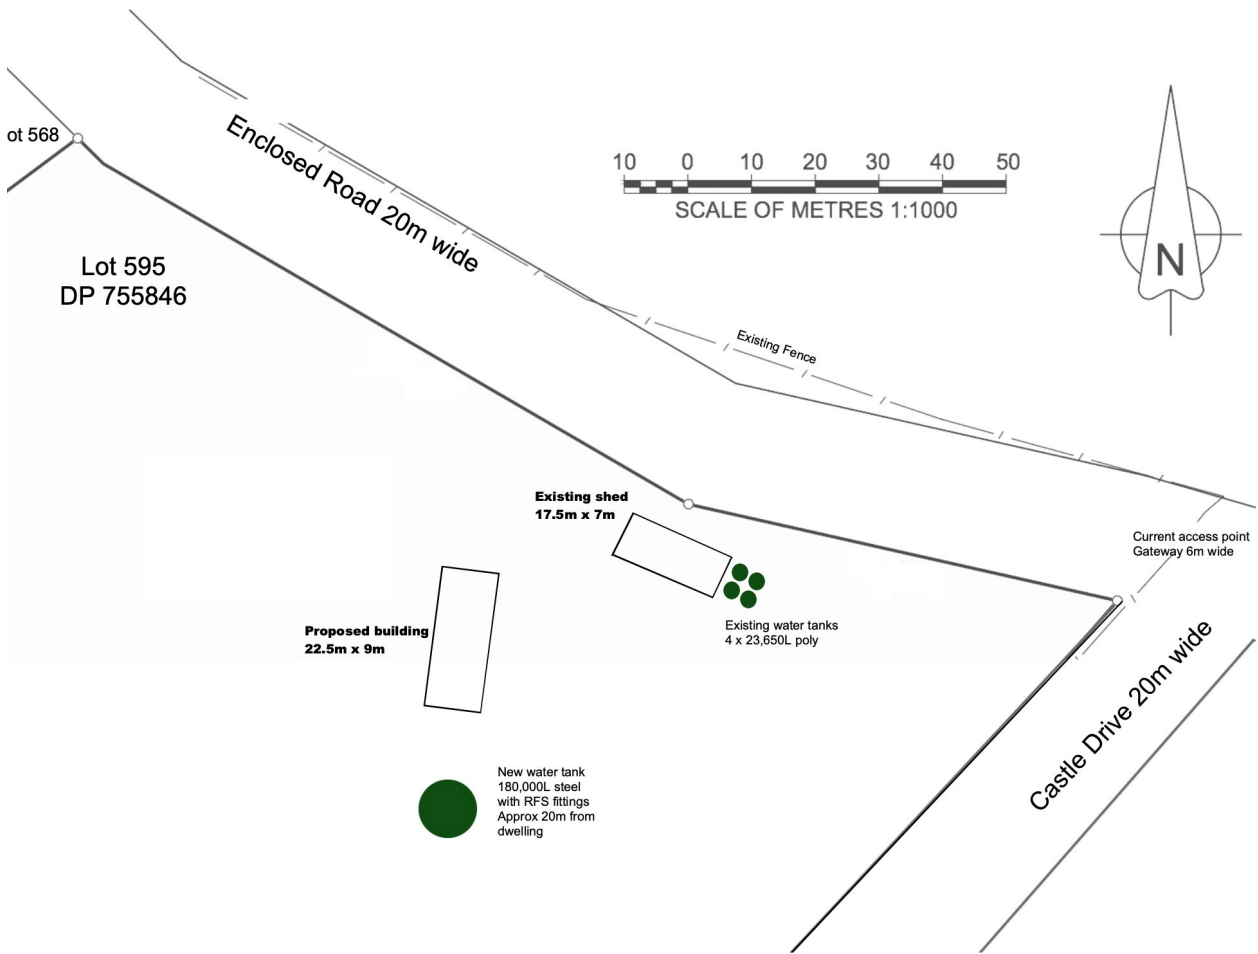 ot 568
Enclosed Road 20m wide
10 0 10 20 30 40 50
SCALE OF METRES 1:1000
N
Lot 595
DP 755846
Existing Fence
Existing shed
17.5m x 7m
Current access point
Gateway 6m wide
Existing water tanks
4 x 23,650L poly
Proposed building
22.5m x 9m
Castle Drive 20m wide
New water tank
180,000L steel
with RFS fittings
Approx 20m from
dwelling